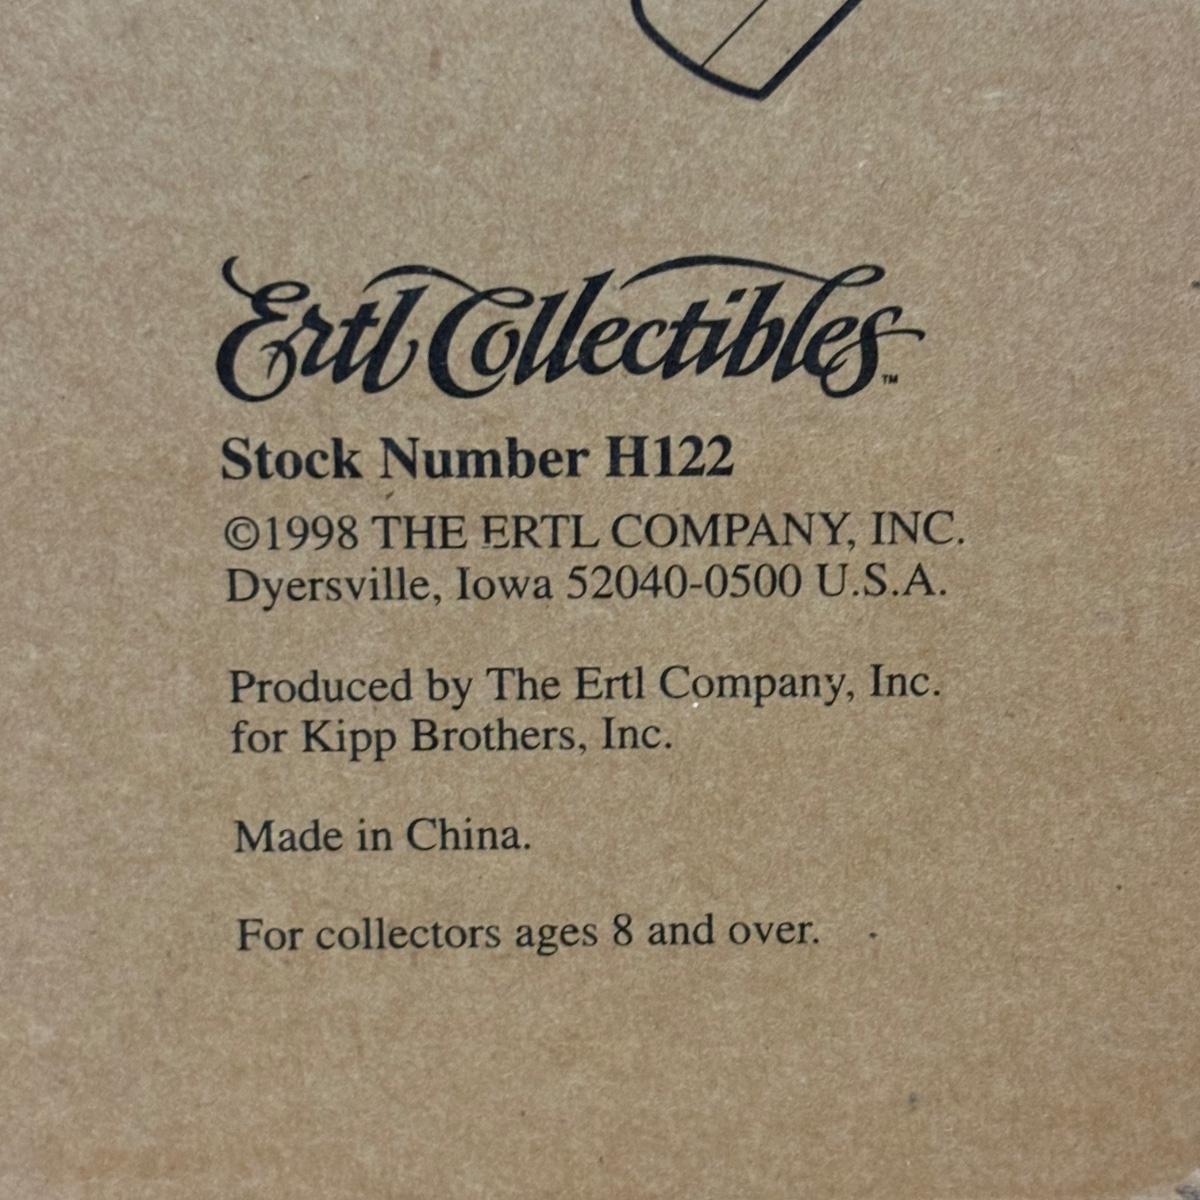 Ertl Collectibles™
Stock Number H122
©1998 THE ERTL COMPANY, INC.
Dyersville, Iowa 52040-0500 U.S.A.
Produced by The Ertl Company, Inc.
for Kipp Brothers, Inc.
Made in China.
For collectors ages 8 and over.